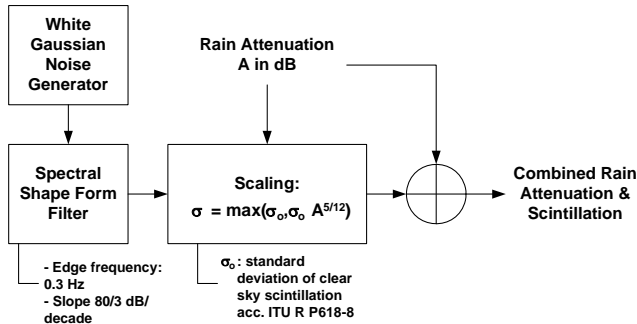 White
Gaussian
Noise
Generator
Rain Attenuation
A in dB
Spectral
Shape Form
Filter
Scaling:
σ = max(σₒ,σₒ A^5/12)
Combined Rain
Attenuation &
Scintillation
- Edge frequency:
0.3 Hz
- Slope 80/3 dB/
decade
σₒ: standard
deviation of clear
sky scintillation
acc. ITU R P618-8